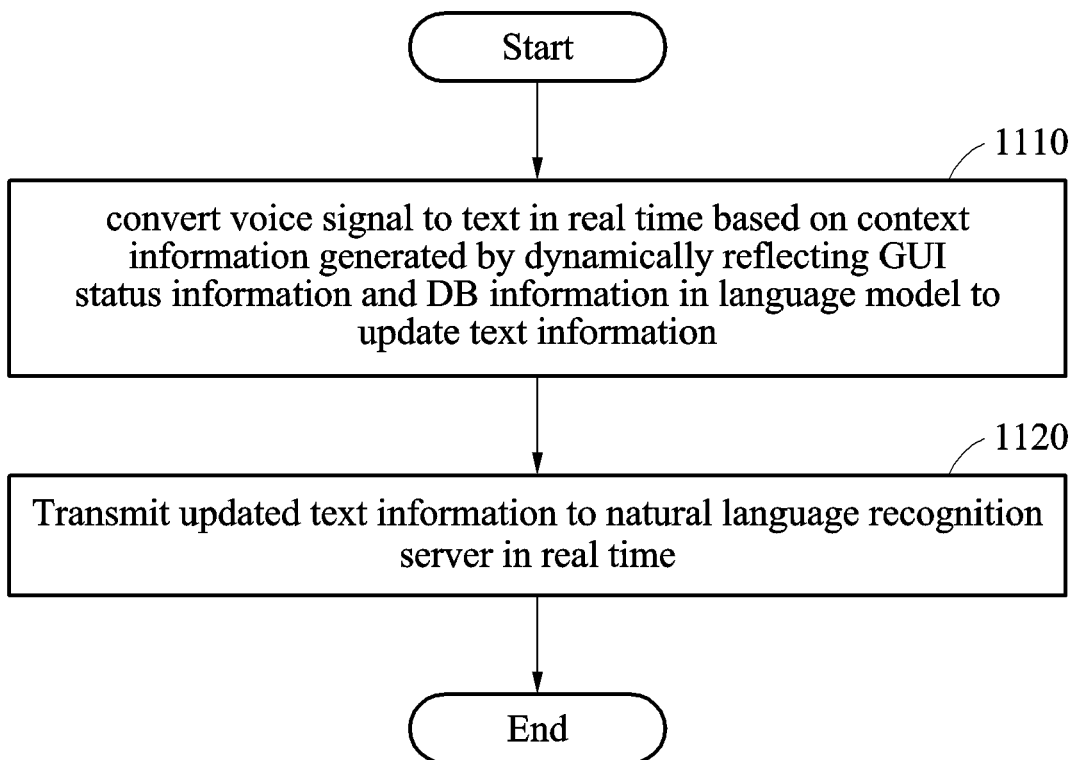 Start
1110
convert voice signal to text in real time based on context
information generated by dynamically reflecting GUI
status information and DB information in language model to
update text information
1120
Transmit updated text information to natural language recognition
server in real time
End